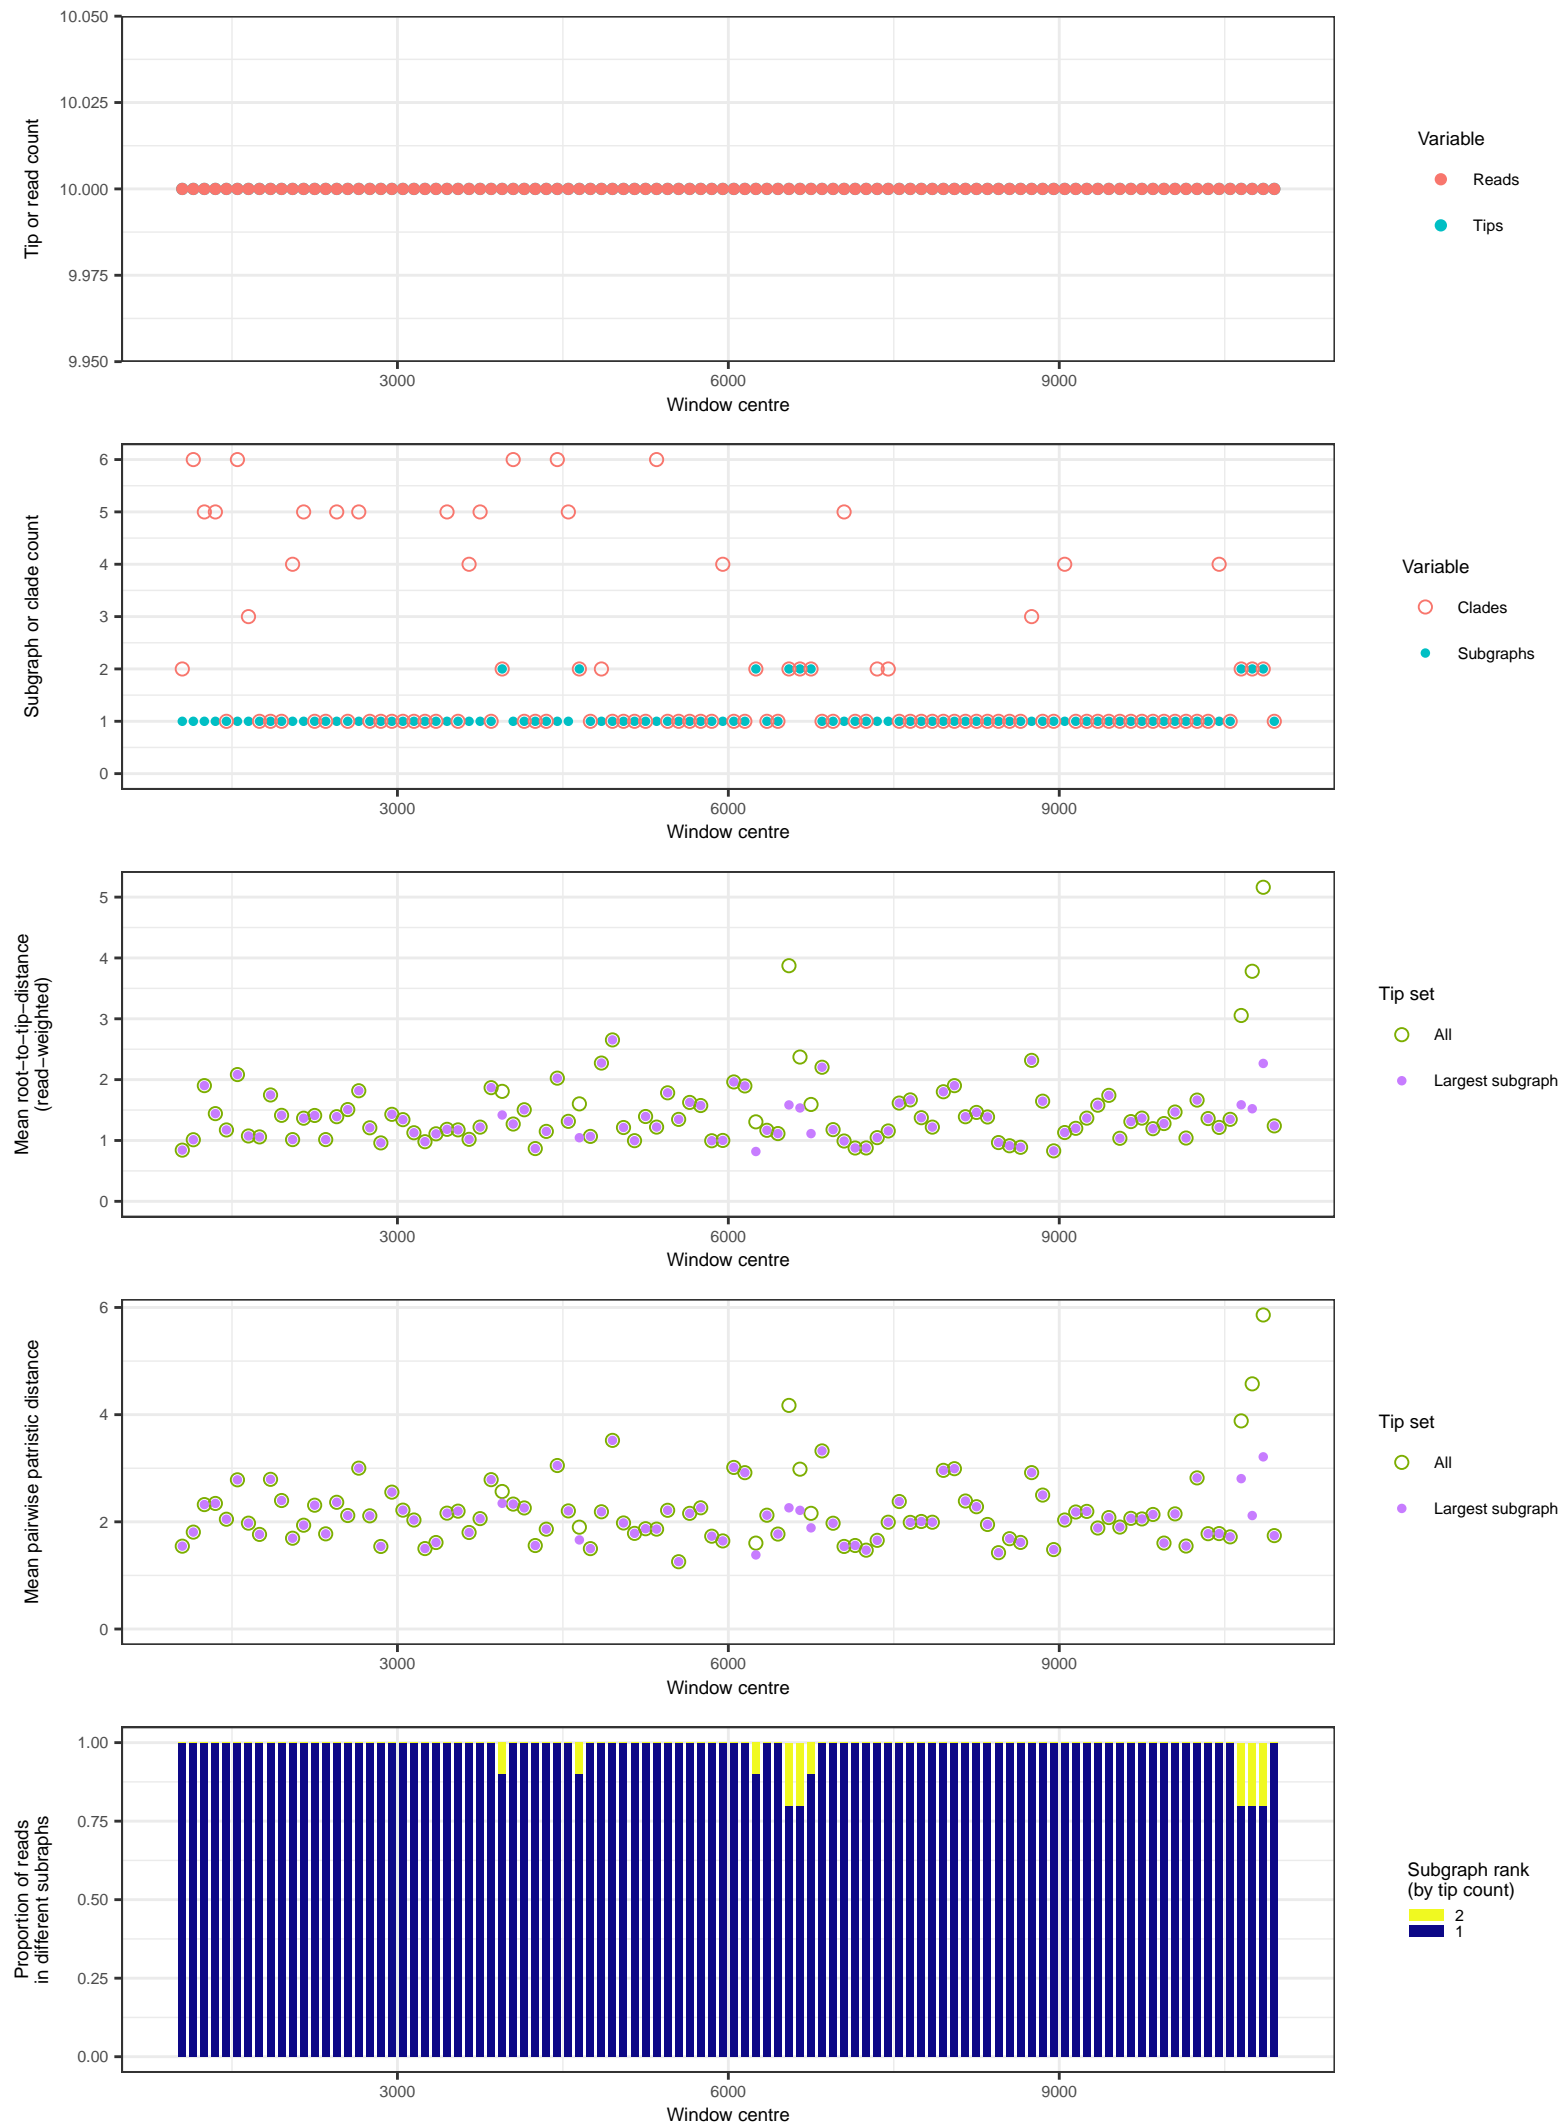 10.050
10.025
10.000
9.975
9.950
Tip or read count
3000 6000 9000
Window centre
Variable
Reads
Tips
6
5
4
3
2
1
0
Subgraph or clade count
3000 6000 9000
Window centre
Variable
Clades
Subgraphs
5
4
3
2
1
0
Mean root−to−tip−distance
(read−weighted)
3000 6000 9000
Window centre
Tip set
All
Largest subgraph
6
4
2
0
Mean pairwise patristic distance
3000 6000 9000
Window centre
Tip set
All
Largest subgraph
1.00
0.75
0.50
0.25
0.00
Proportion of reads
in different subraphs
3000 6000 9000
Window centre
Subgraph rank
(by tip count)
2
1